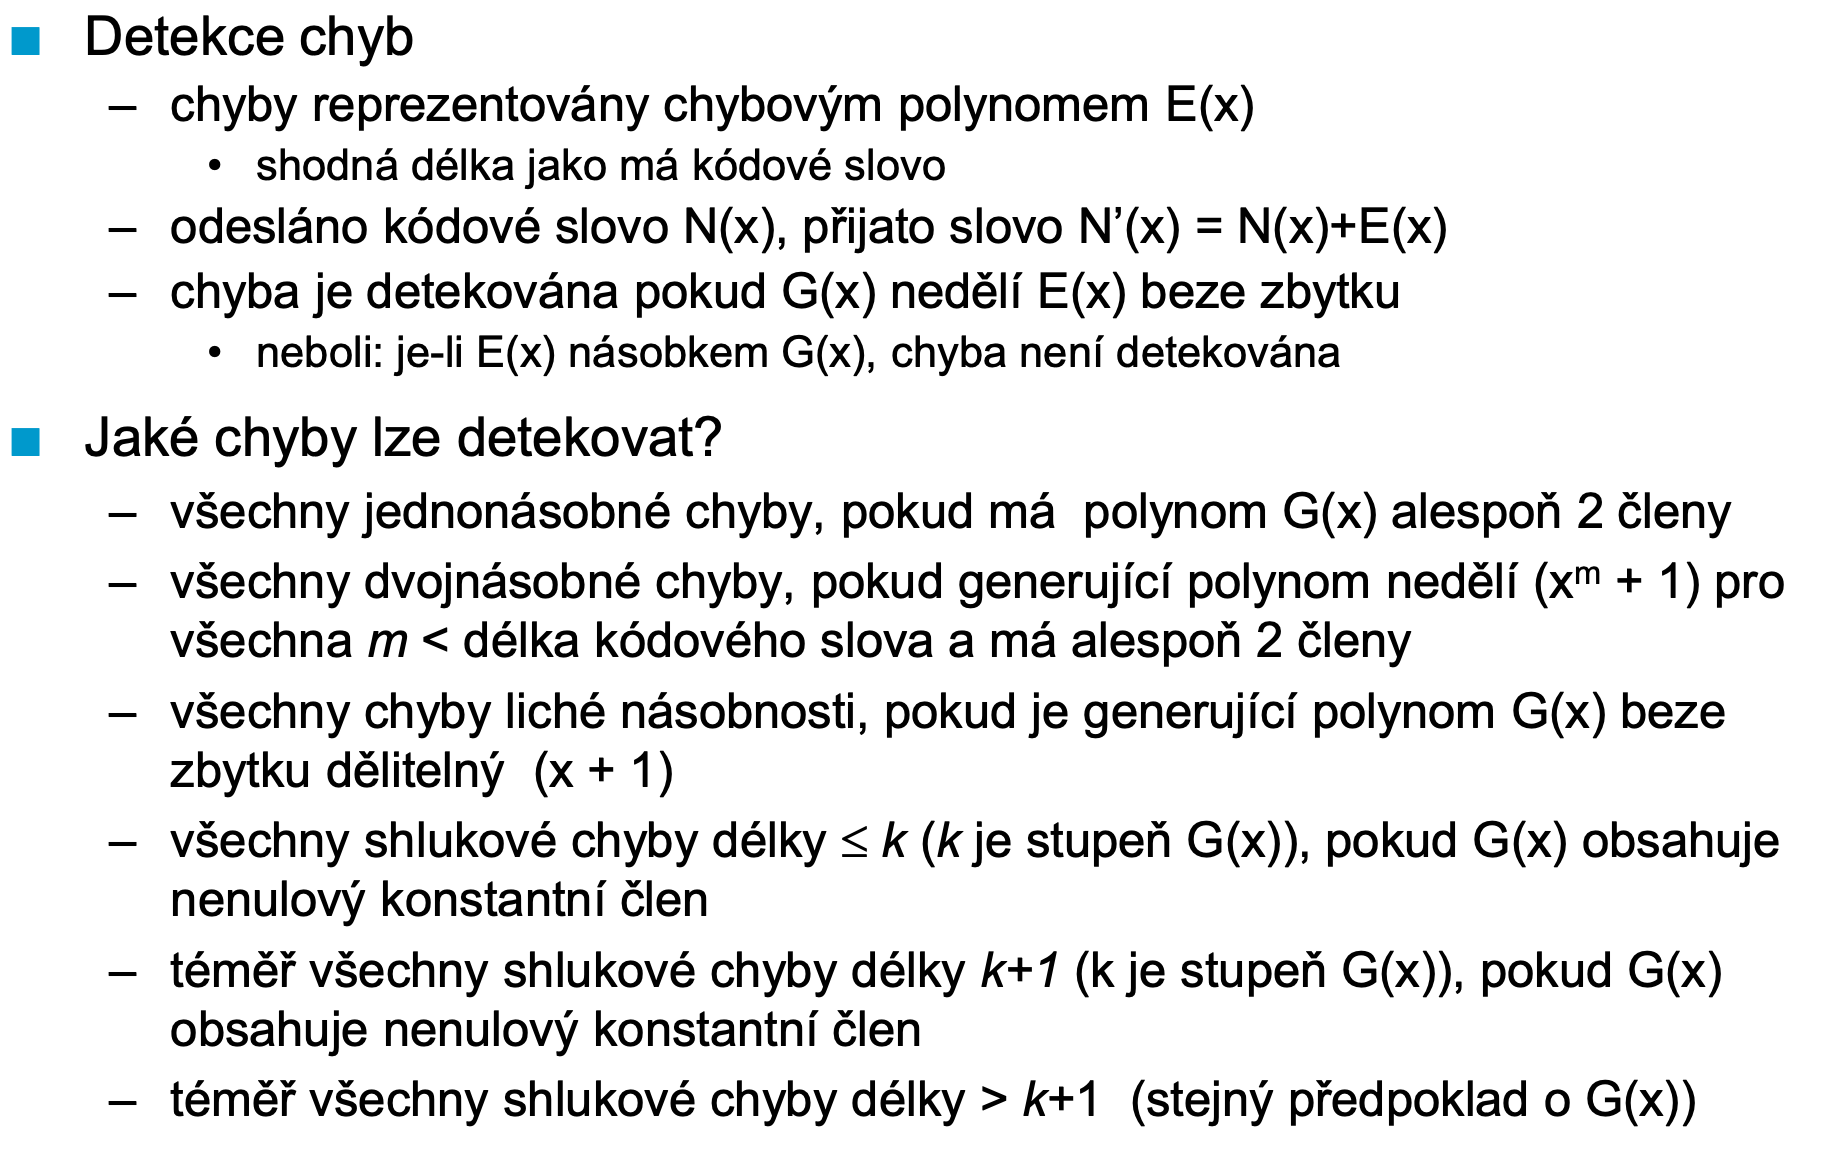 Detekce chyb
– chyby reprezentovány chybovým polynomem E(x)
• shodná délka jako má kódové slovo
– odesláno kódové slovo N(x), přijato slovo N’(x) = N(x)+E(x)
– chyba je detekována pokud G(x) nedělí E(x) beze zbytku
• neboli: je-li E(x) násobkem G(x), chyba není detekována
Jaké chyby lze detekovat?
– všechny jednonásobné chyby, pokud má polynom G(x) alespoň 2 členy
– všechny dvojnásobné chyby, pokud generující polynom nedělí (xᵐ + 1) pro
všechna m < délka kódového slova a má alespoň 2 členy
– všechny chyby liché násobnosti, pokud je generující polynom G(x) beze
zbytku dělitelný (x + 1)
– všechny shlukové chyby délky ≤ k (k je stupeň G(x)), pokud G(x) obsahuje
nenulový konstantní člen
– téměř všechny shlukové chyby délky k+1 (k je stupeň G(x)), pokud G(x)
obsahuje nenulový konstantní člen
– téměř všechny shlukové chyby délky > k+1 (stejný předpoklad o G(x))